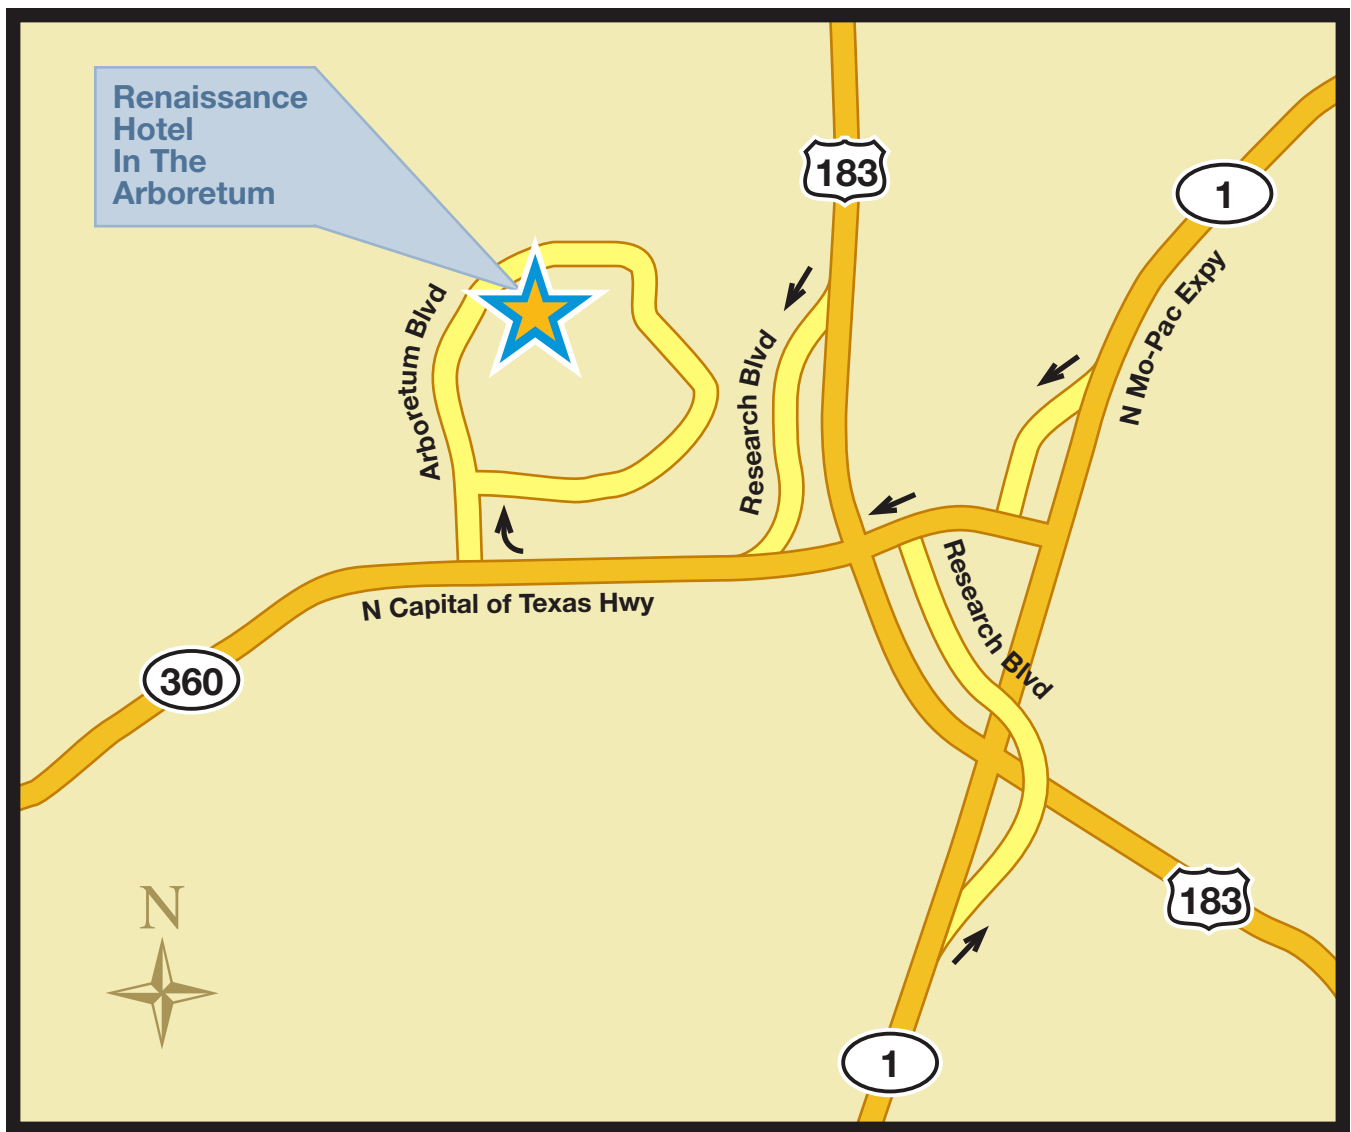 Renaissance
Hotel
In The
Arboretum
183
1
N Mo-Pac Expy
Arboretum Blvd
Research Blvd
Research Blvd
N Capital of Texas Hwy
360
N
183
1